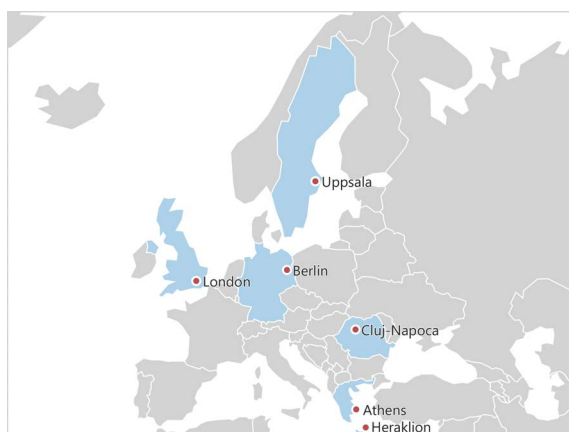 Uppsala
Berlin
London
Cluj-Napoca
Athens
Heraklion